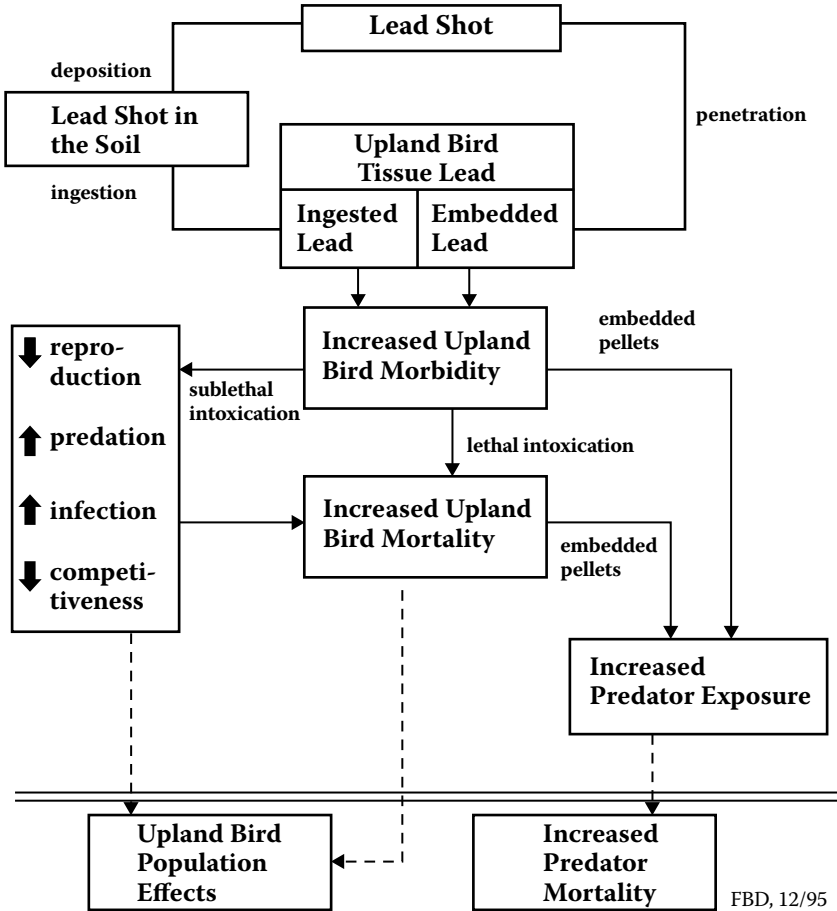 Lead Shot
deposition
Lead Shot in
the Soil
penetration
Upland Bird
Tissue Lead
ingestion
Ingested
Lead
Embedded
Lead
Increased Upland
Bird Morbidity
embedded
pellets
repro-
duction
sublethal
intoxication
predation
lethal intoxication
infection
Increased Upland
Bird Mortality
embedded
pellets
competi-
tiveness
Increased
Predator Exposure
Upland Bird
Population
Effects
Increased
Predator
Mortality
FBD, 12/95